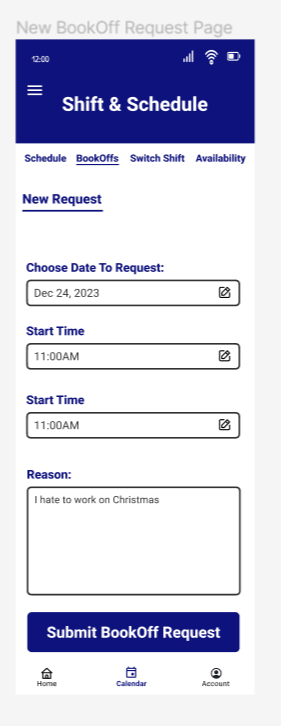 New BookOff Request Page
12:00
Shift & Schedule
Schedule BookOffs Switch Shift Availability
New Request
Choose Date To Request:
Dec 24, 2023
Start Time
11:00AM
Start Time
11:00AM
Reason:
I hate to work on Christmas
Submit BookOff Request
Home Calendar Account